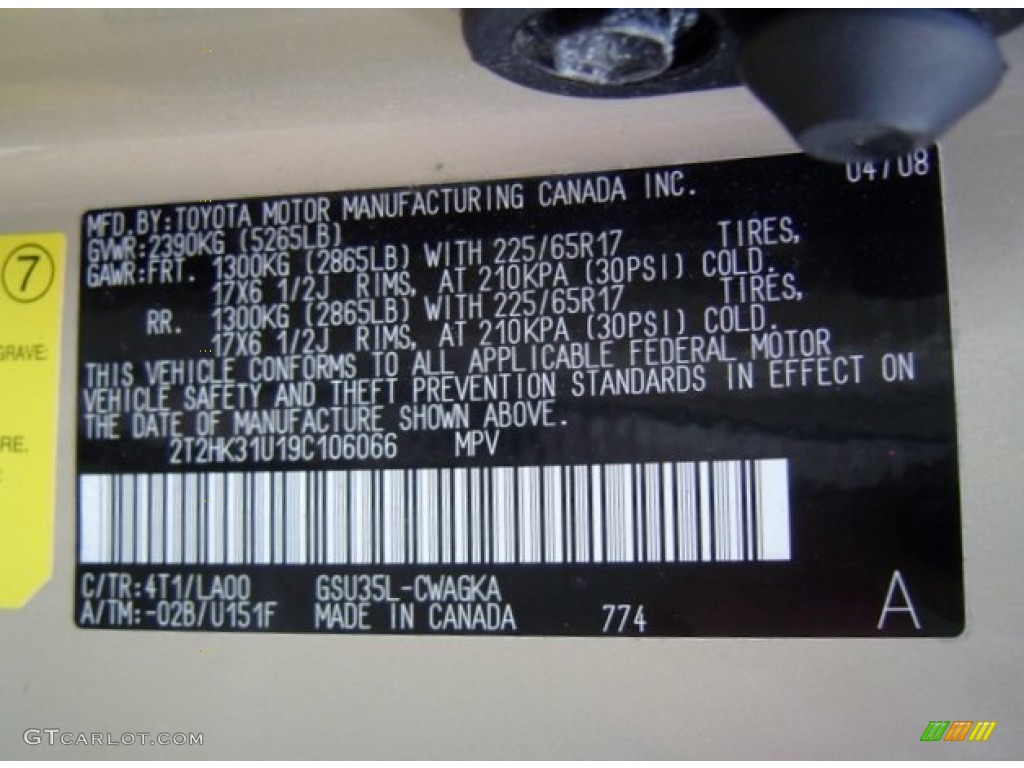 04/08
MFD.BY:TOYOTA MOTOR MANUFACTURING CANADA INC.
GVWR:2390KG (5265LB)
GAWR:FRT. 1300KG (2865LB) WITH 225/65R17 TIRES,
17X6 1/2J RIMS, AT 210KPA (30PSI) COLD.
RR. 1300KG (2865LB) WITH 225/65R17 TIRES,
17X6 1/2J RIMS, AT 210KPA (30PSI) COLD.
THIS VEHICLE CONFORMS TO ALL APPLICABLE FEDERAL MOTOR
VEHICLE SAFETY AND THEFT PREVENTION STANDARDS IN EFFECT ON
THE DATE OF MANUFACTURE SHOWN ABOVE.
2T2HK31U19C106066 MPV
C/TR:4T1/LA00 GSU35L-CWAGKA
A/TM:-02B/U151F MADE IN CANADA 774 A
7
GRAVE:
RE.
GTCARLOT.COM